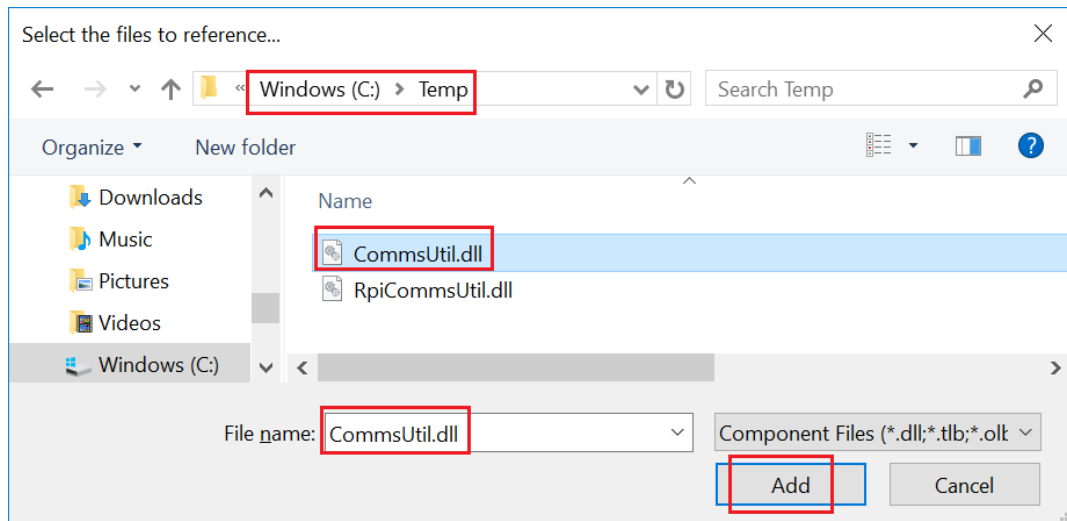 Select the files to reference...
« Windows (C:) > Temp
Search Temp
Organize
New folder
Downloads
Music
Pictures
Videos
Windows (C:)
Name
CommsUtil.dll
RpiCommsUtil.dll
File name: CommsUtil.dll
Component Files (*.dll;*.tlb;*.olb
Add
Cancel